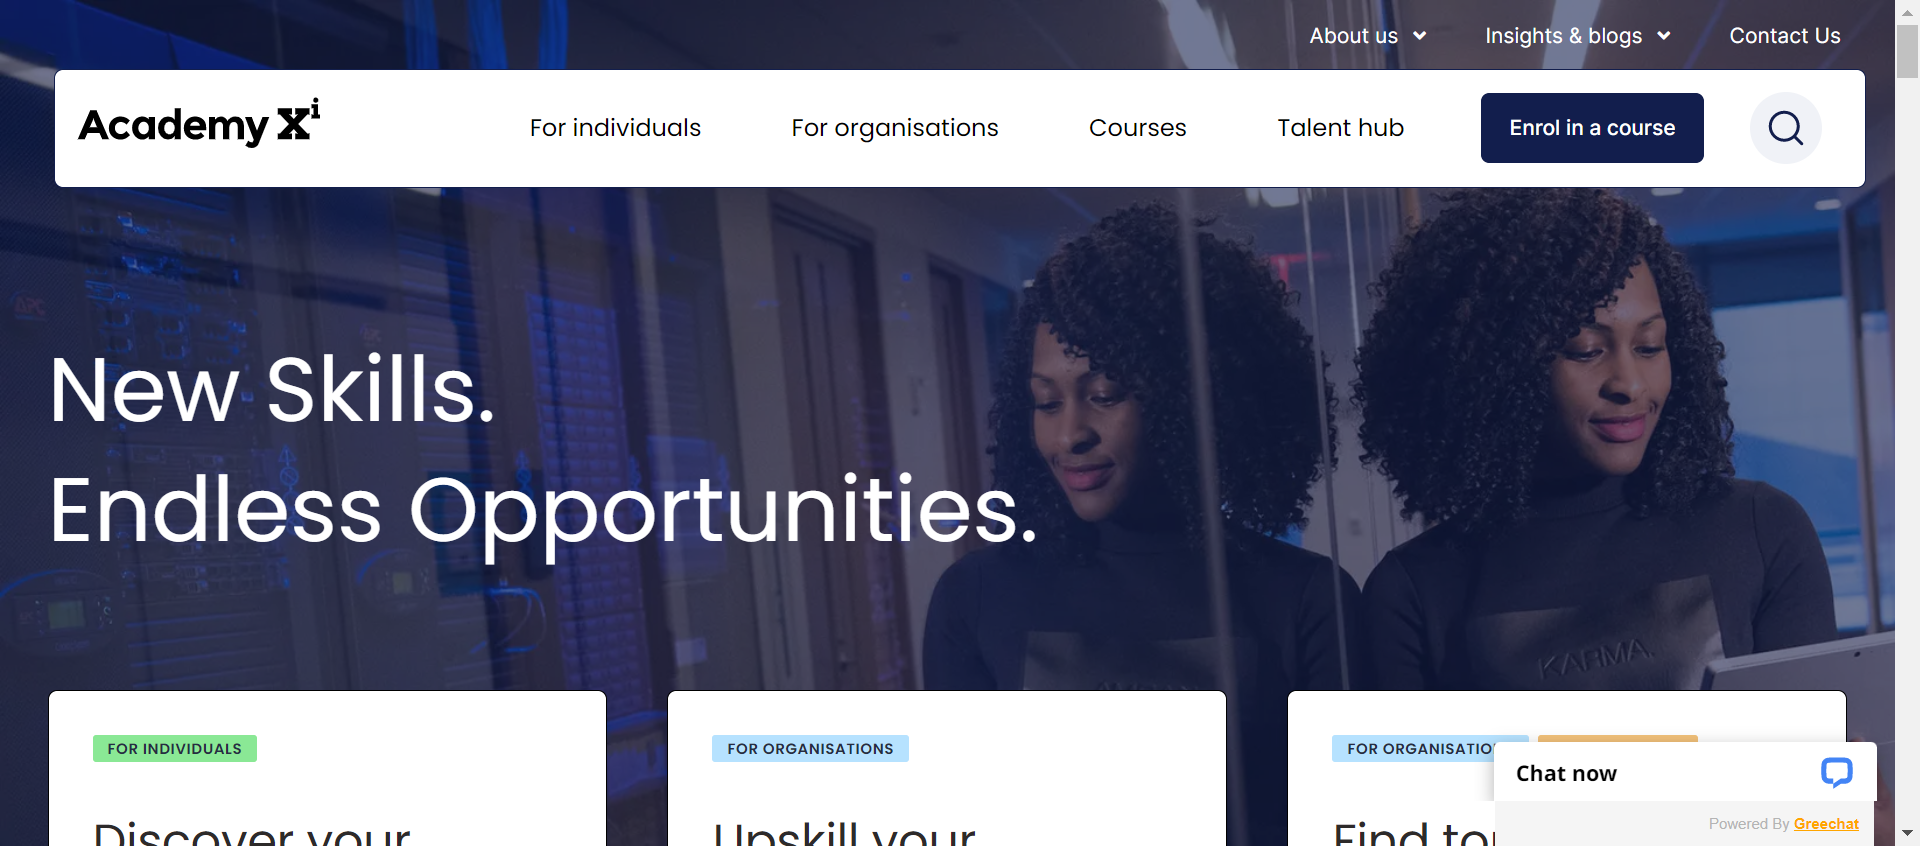 About us
Insights & blogs
Contact Us
Academy Xi
For individuals
For organisations
Courses
Talent hub
Enrol in a course
New Skills.
Endless Opportunities.
KARMA.
FOR INDIVIDUALS
FOR ORGANISATIONS
FOR ORGANISATIO
Discover your
Upskill your
Find to
Chat now
Powered By Greechat